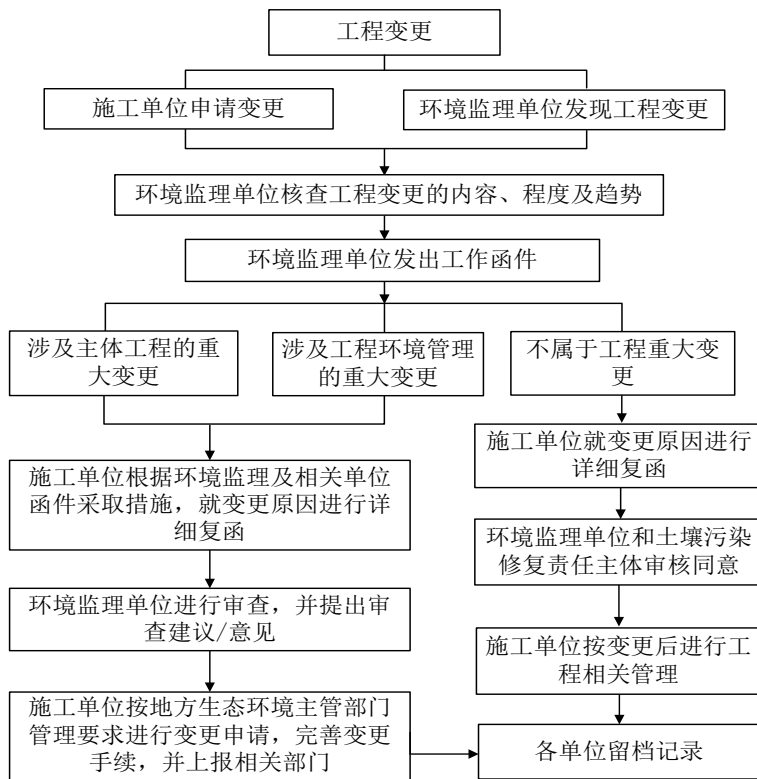 工程变更
施工单位申请变更
环境监理单位发现工程变更
环境监理单位核查工程变更的内容、程度及趋势
环境监理单位发出工作函件
涉及主体工程的重
大变更
涉及工程环境管理
的重大变更
不属于工程重大变
更
施工单位根据环境监理及相关单位
函件采取措施，就变更原因进行详
细复函
环境监理单位进行审查，并提出审
查建议/意见
施工单位按地方生态环境主管部门
管理要求进行变更申请，完善变更
手续，并上报相关部门
施工单位就变更原因进行
详细复函
环境监理单位和土壤污染
修复责任主体审核同意
施工单位按变更后进行工
程相关管理
各单位留档记录